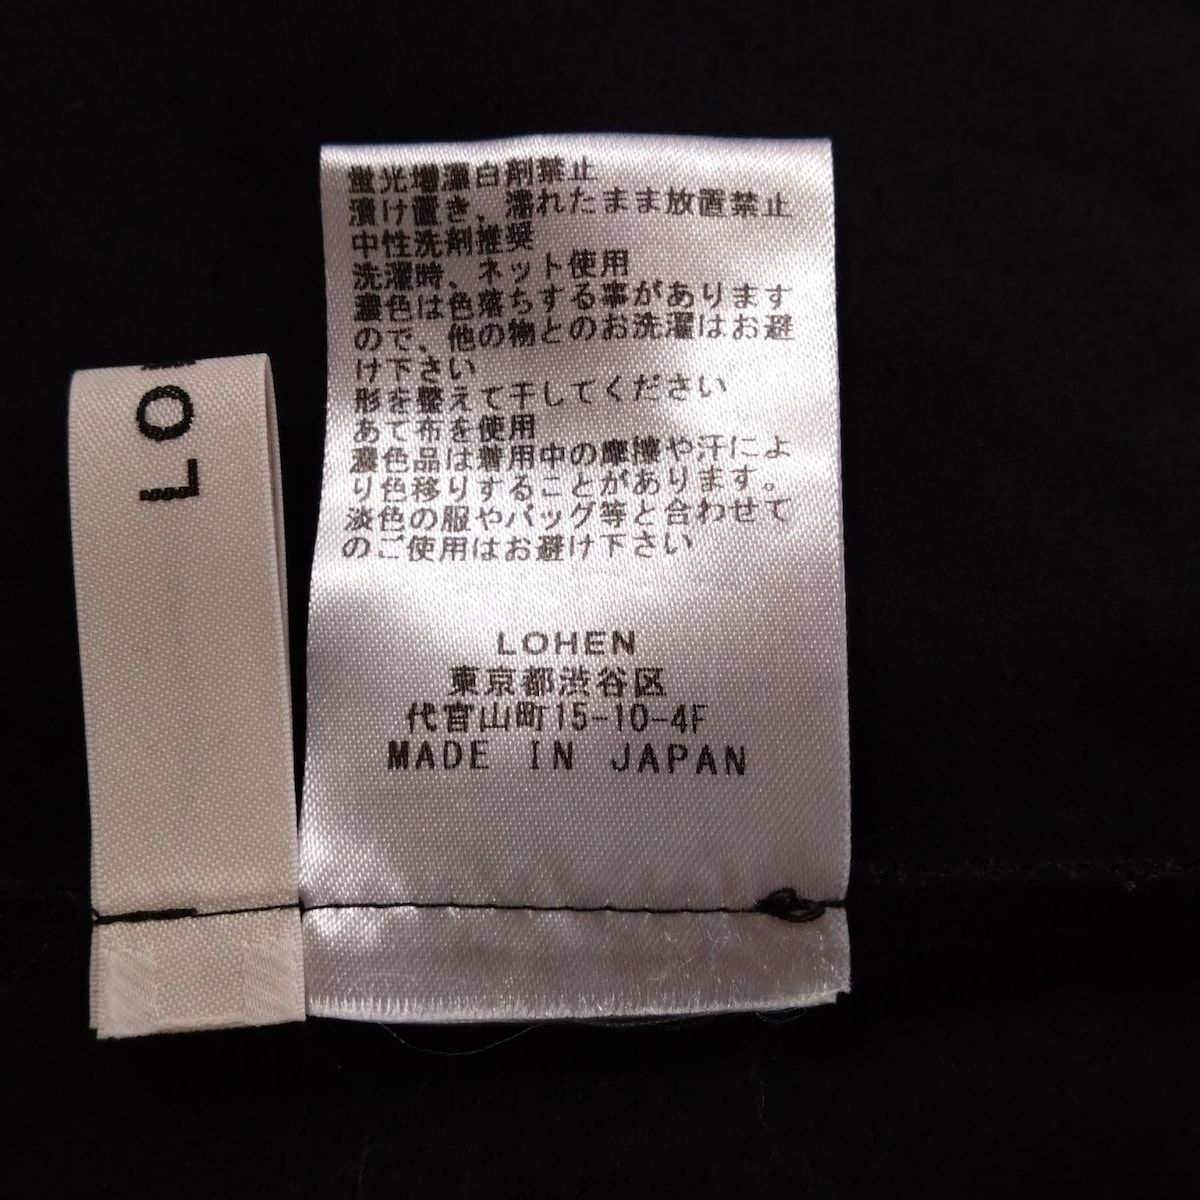 LO
蛍光増濯白剤禁止
漬け置き、濡れたまま放置禁止
中性洗剤推奨
洗濯時、ネット使用
濃色は色落ちする事があります
ので、他の物とのお洗濯はお避
け下さい
形を整えて干してください
あて布を使用
濃色品は着用中の摩擦や汗によ
り色移りすることがあります。
淡色の服やバッグ等と合わせて
のご使用はお避け下さい
LOHEN
東京都渋谷区
代官山町15-10-4F
MADE IN JAPAN